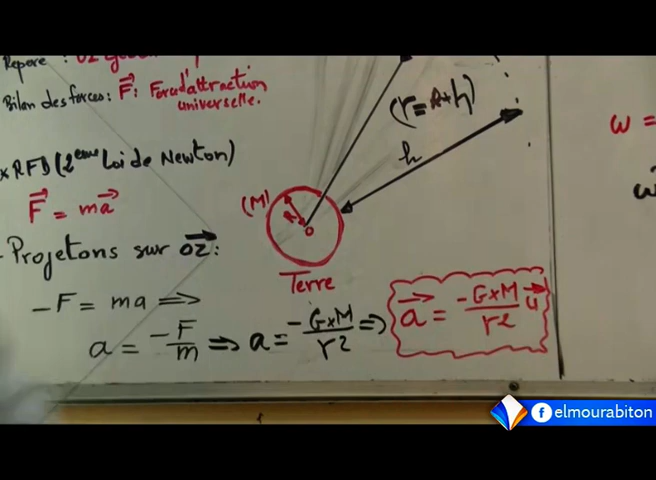 Repère : OZ
Bilan des forces: F⃗: Force d'attraction
universelle.
(r=R+h)
h
*RFD (2ème Loi de Newton)
F⃗ = ma⃗
(M)
R
O
Terre
- Projetons sur OZ⃗:
-F = ma ⟹
a = -F/m ⟹ a = -G×M/r² ⟹ a⃗ = -G×M/r² u⃗
ω =
ω
elmourabiton